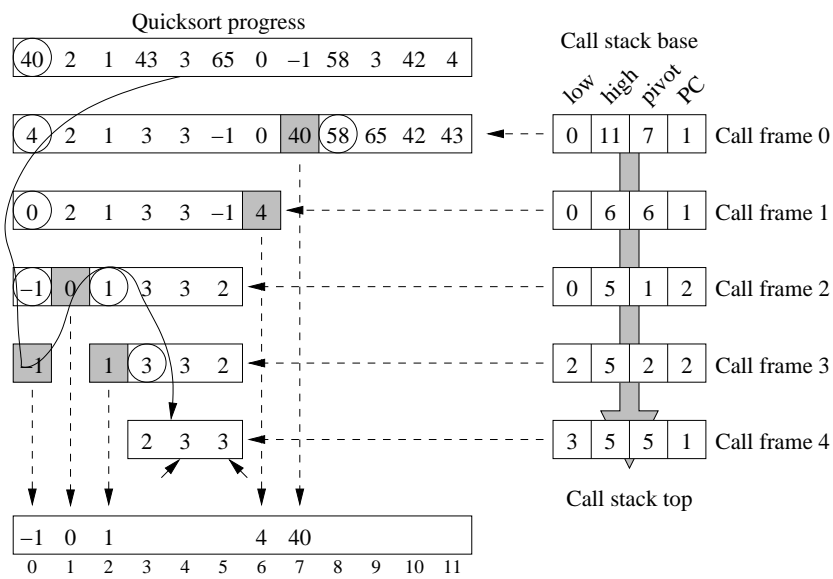 Quicksort progress
40 2 1 43 3 65 0 −1 58 3 42 4
Call stack base
low high pivot PC
4 2 1 3 3 −1 0 40 58 65 42 43
0 11 7 1 Call frame 0
0 2 1 3 3 −1 4
0 6 6 1 Call frame 1
−1 0 1 3 3 2
0 5 1 2 Call frame 2
−1 1 3 3 2
2 5 2 2 Call frame 3
2 3 3
3 5 5 1 Call frame 4
Call stack top
−1 0 1 4 40
0 1 2 3 4 5 6 7 8 9 10 11